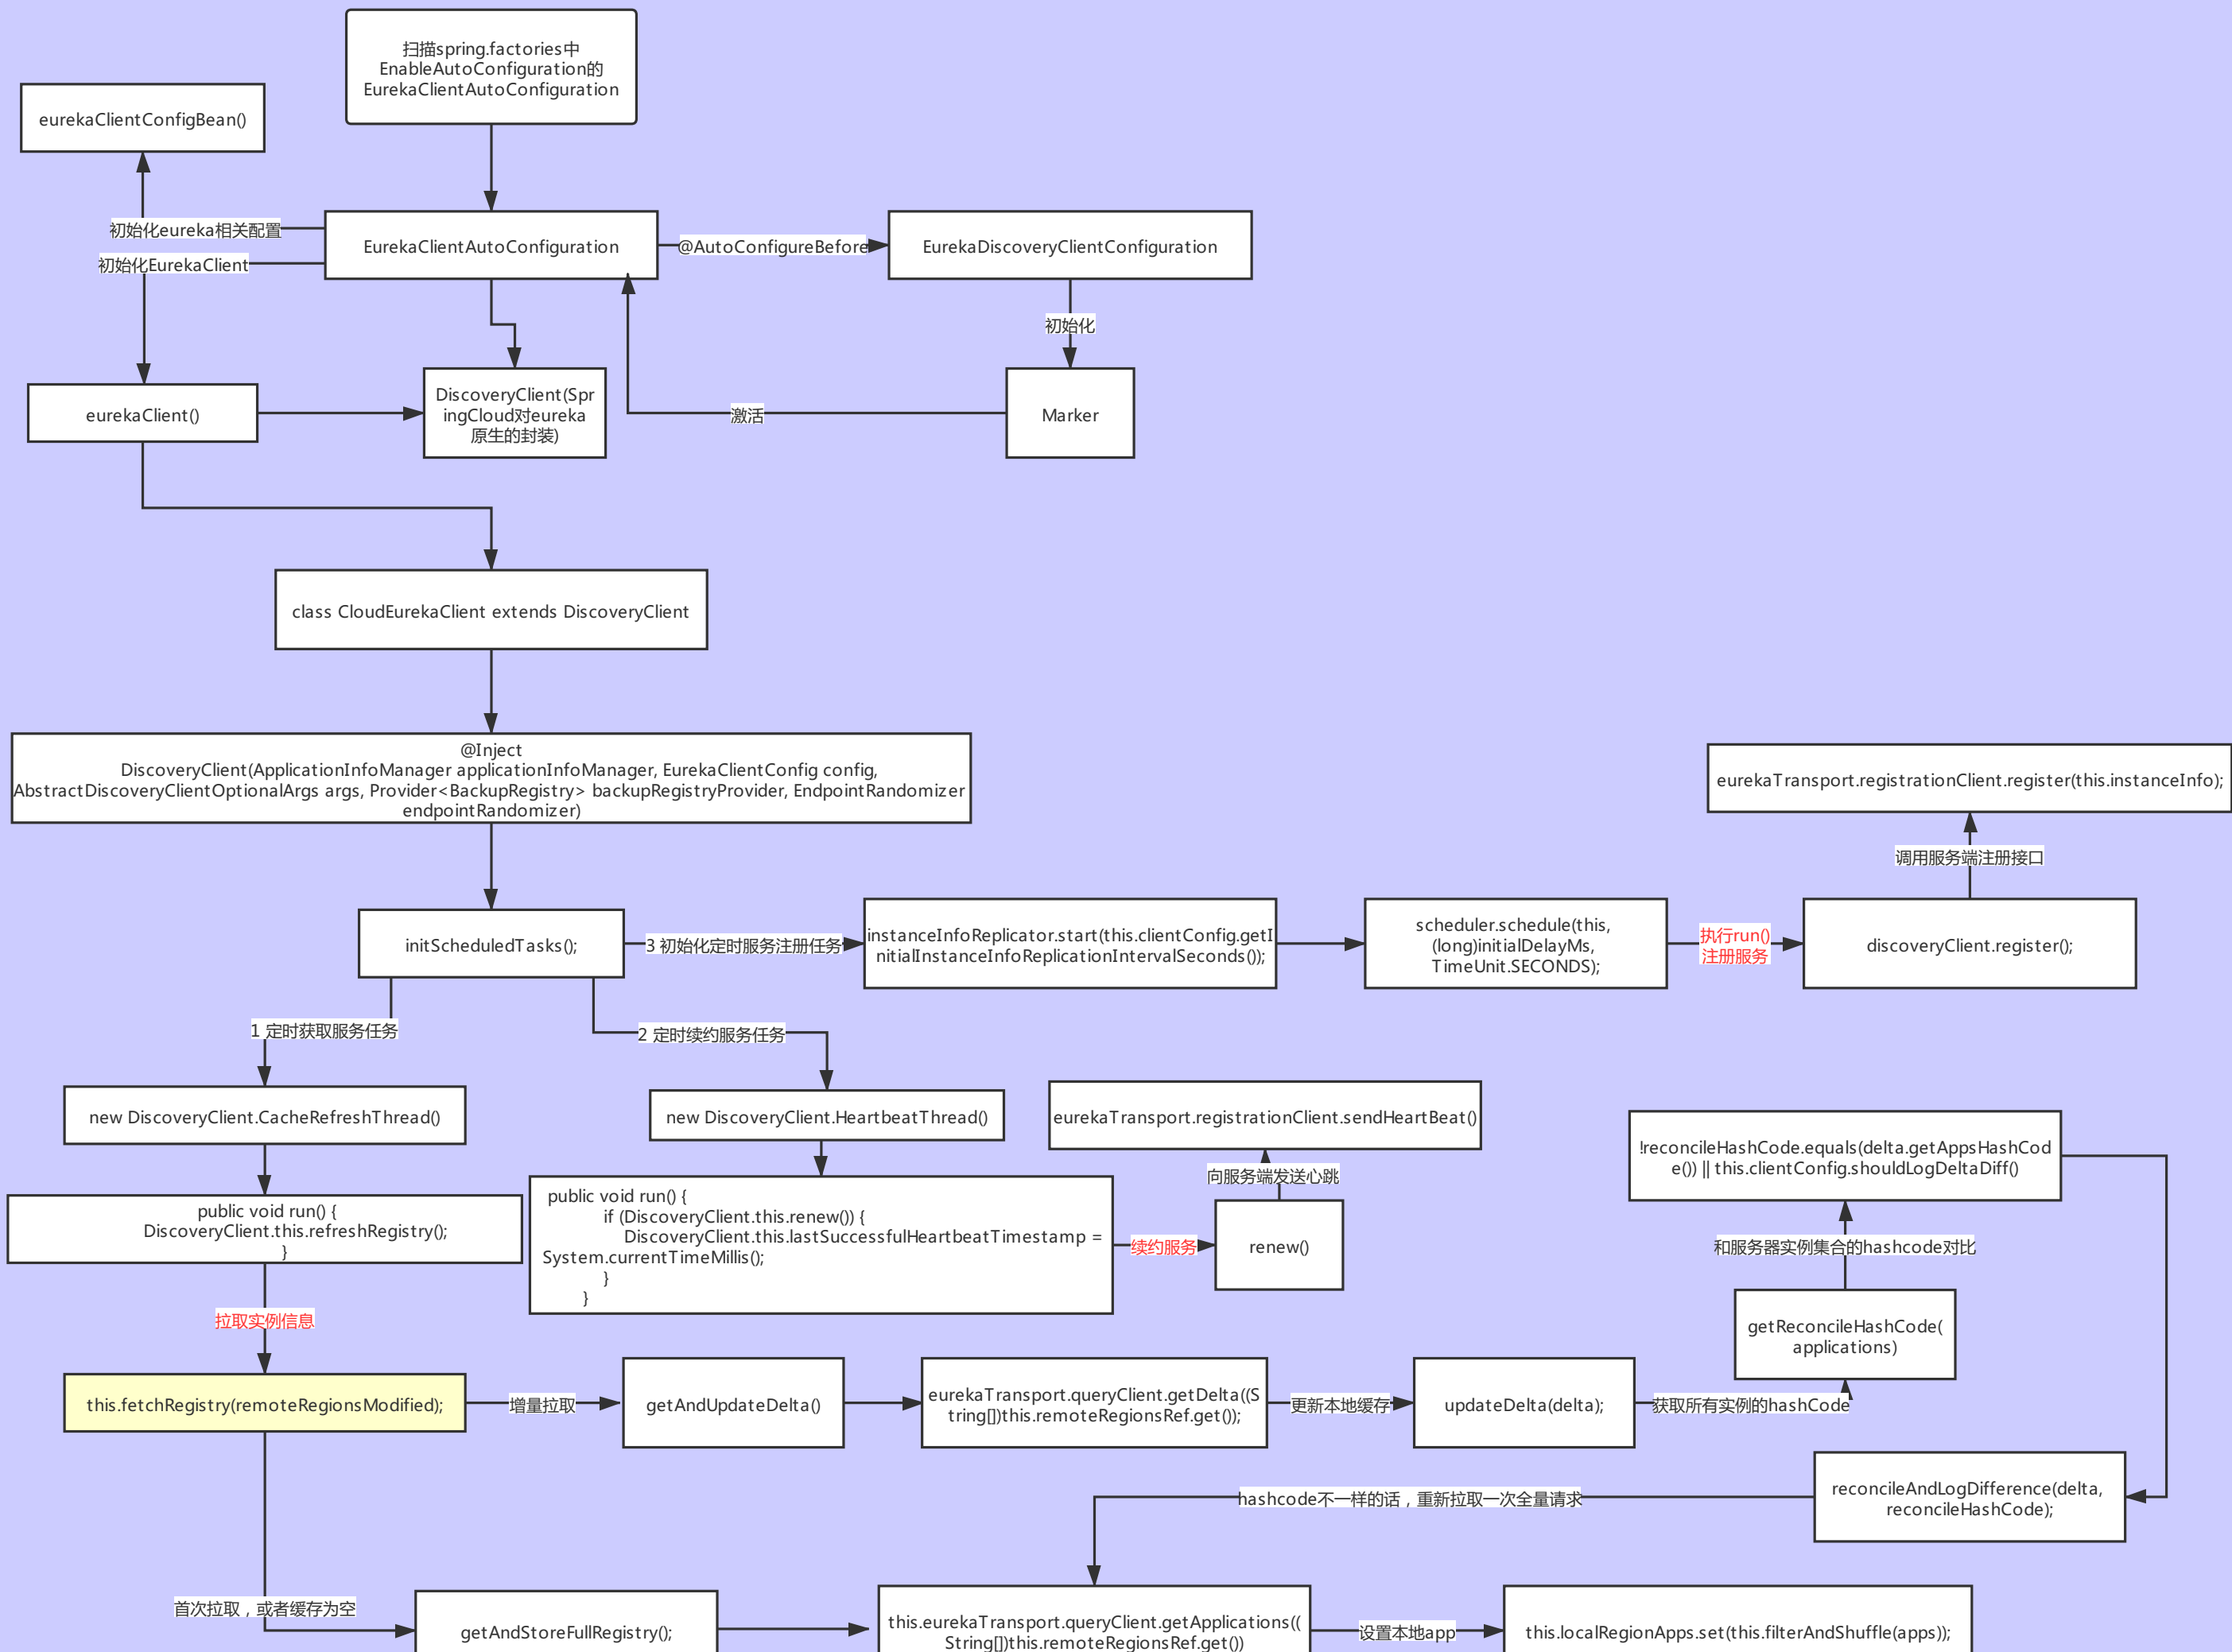 扫描spring.factories中
EnableAutoConfiguration的
EurekaClientAutoConfiguration
eurekaClientConfigBean()
初始化eureka相关配置
EurekaClientAutoConfiguration
@AutoConfigureBefore
EurekaDiscoveryClientConfiguration
初始化EurekaClient
初始化
eurekaClient()
DiscoveryClient(Spr
ingCloud对eureka
原生的封装)
激活
Marker
class CloudEurekaClient extends DiscoveryClient
@Inject
DiscoveryClient(ApplicationInfoManager applicationInfoManager, EurekaClientConfig config,
AbstractDiscoveryClientOptionalArgs args, Provider<BackupRegistry> backupRegistryProvider, EndpointRandomizer
endpointRandomizer)
eurekaTransport.registrationClient.register(this.instanceInfo);
调用服务端注册接口
initScheduledTasks();
3 初始化定时服务注册任务
instanceInfoReplicator.start(this.clientConfig.getI
nitialInstanceInfoReplicationIntervalSeconds());
scheduler.schedule(this,
(long)initialDelayMs,
TimeUnit.SECONDS);
执行run()
注册服务
discoveryClient.register();
1 定时获取服务任务
2 定时续约服务任务
new DiscoveryClient.CacheRefreshThread()
new DiscoveryClient.HeartbeatThread()
eurekaTransport.registrationClient.sendHeartBeat()
!reconcileHashCode.equals(delta.getAppsHashCod
e()) || this.clientConfig.shouldLogDeltaDiff()
向服务端发送心跳
public void run() {
DiscoveryClient.this.refreshRegistry();
}
public void run() {
if (DiscoveryClient.this.renew()) {
DiscoveryClient.this.lastSuccessfulHeartbeatTimestamp =
System.currentTimeMillis();
}
}
续约服务
renew()
和服务器实例集合的hashcode对比
拉取实例信息
getReconcileHashCode(
applications)
this.fetchRegistry(remoteRegionsModified);
增量拉取
getAndUpdateDelta()
eurekaTransport.queryClient.getDelta((S
tring[])this.remoteRegionsRef.get());
更新本地缓存
updateDelta(delta);
获取所有实例的hashCode
hashcode不一样的话，重新拉取一次全量请求
reconcileAndLogDifference(delta,
reconcileHashCode);
首次拉取，或者缓存为空
getAndStoreFullRegistry();
this.eurekaTransport.queryClient.getApplications((
String[])this.remoteRegionsRef.get())
设置本地app
this.localRegionApps.set(this.filterAndShuffle(apps));